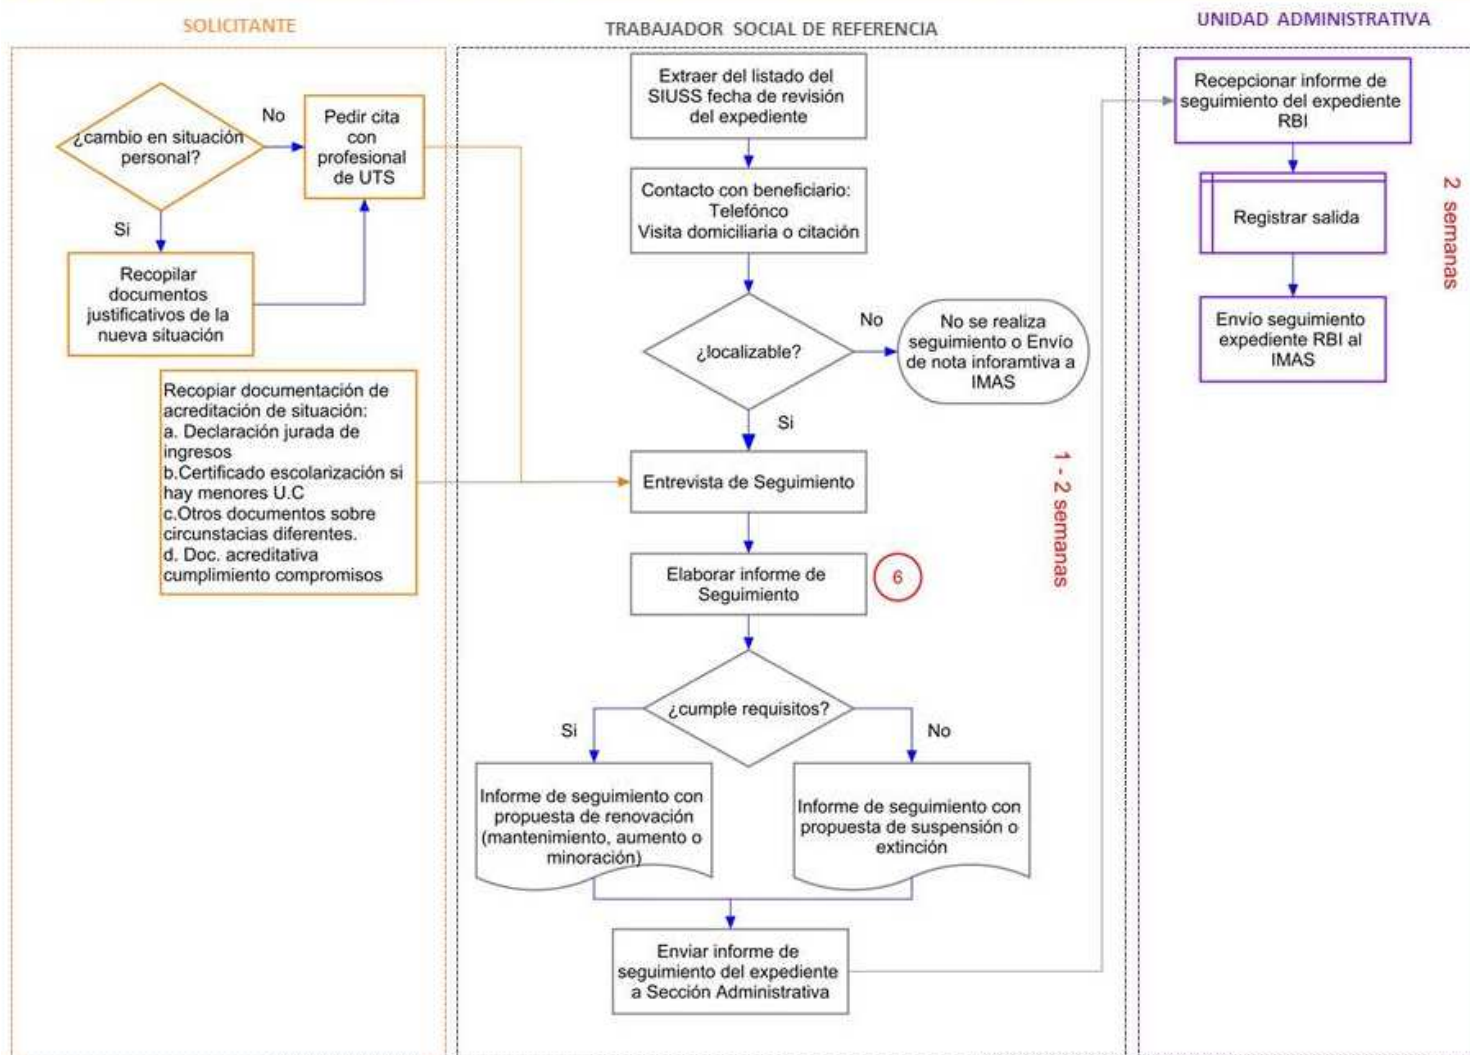 SOLICITANTE
¿cambio en situación
personal?
No
Si
Pedir cita
con
profesional
de UTS
Recopilar
documentos
justificativos de la
nueva situación
Recopiar documentación de
acreditación de situación:
a. Declaración jurada de
ingresos
b.Certificado escolarización si
hay menores U.C
c.Otros documentos sobre
circunstacias diferentes.
d. Doc. acreditativa
cumplimiento compromisos
TRABAJADOR SOCIAL DE REFERENCIA
Extraer del listado del
SIUSS fecha de revisión
del expediente
Contacto con beneficiario:
Telefónco
Visita domiciliaria o citación
¿localizable?
No
No se realiza
seguimiento o Envío
de nota inforamtiva a
IMAS
Si
Entrevista de Seguimiento
Elaborar informe de
Seguimiento
6
1 - 2 semanas
¿cumple requisitos?
Si
No
Informe de seguimiento con
propuesta de renovación
(mantenimiento, aumento o
minoración)
Informe de seguimiento con
propuesta de suspensión o
extinción
Enviar informe de
seguimiento del expediente
a Sección Administrativa
UNIDAD ADMINISTRATIVA
Recepcionar informe de
seguimiento del expediente
RBI
Registrar salida
Envío seguimiento
expediente RBI al
IMAS
2 semanas